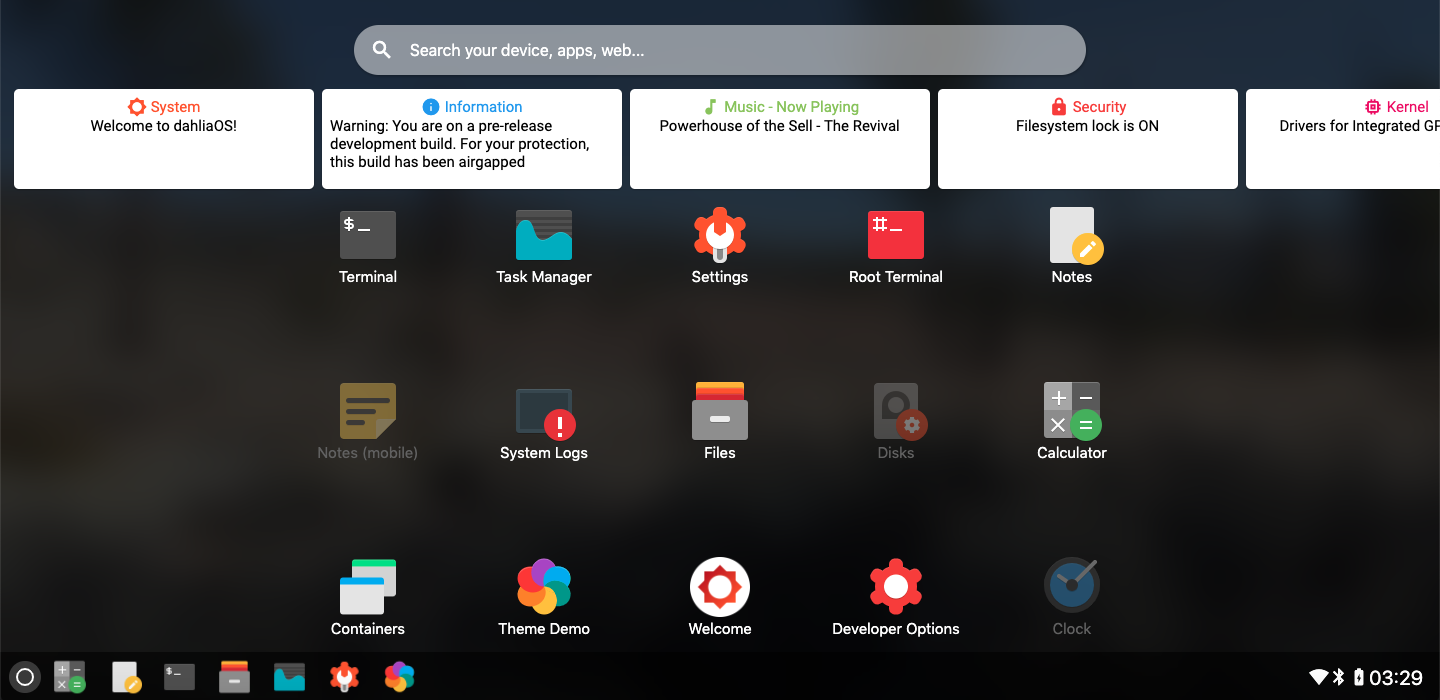 Search your device, apps, web...
System
Welcome to dahliaOS!
Information
Warning: You are on a pre-release
development build. For your protection,
this build has been airgapped
Music - Now Playing
Powerhouse of the Sell - The Revival
Security
Filesystem lock is ON
Kernel
Drivers for Integrated GP
$_
Terminal
Task Manager
Settings
#_
Root Terminal
Notes
Notes (mobile)
System Logs
Files
Disks
Calculator
Containers
Theme Demo
Welcome
Developer Options
Clock
03:29